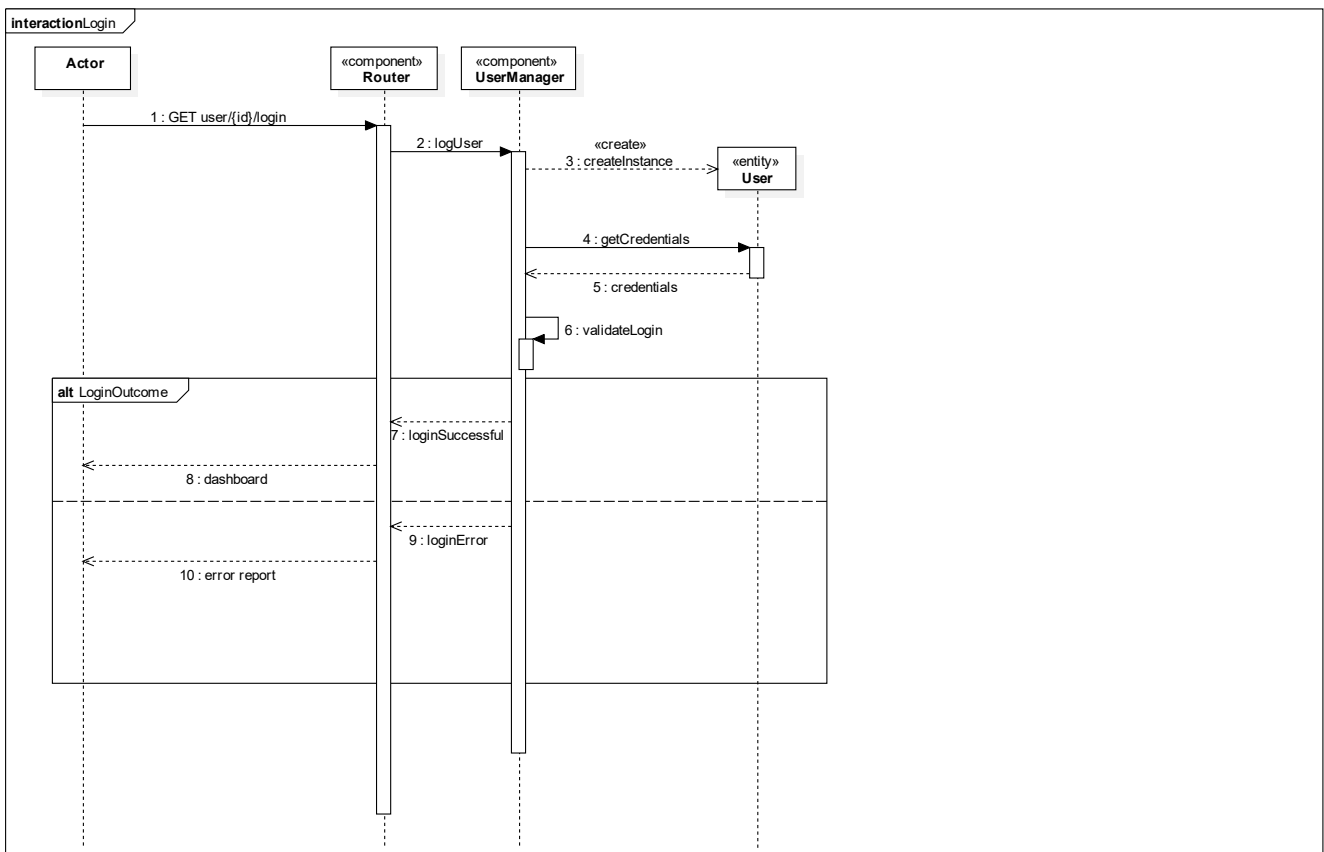 interactionLogin
Actor
«component»
Router
«component»
UserManager
1 : GET user/{id}/login
2 : logUser
«create»
3 : createInstance
«entity»
User
4 : getCredentials
5 : credentials
6 : validateLogin
alt LoginOutcome
7 : loginSuccessful
8 : dashboard
9 : loginError
10 : error report